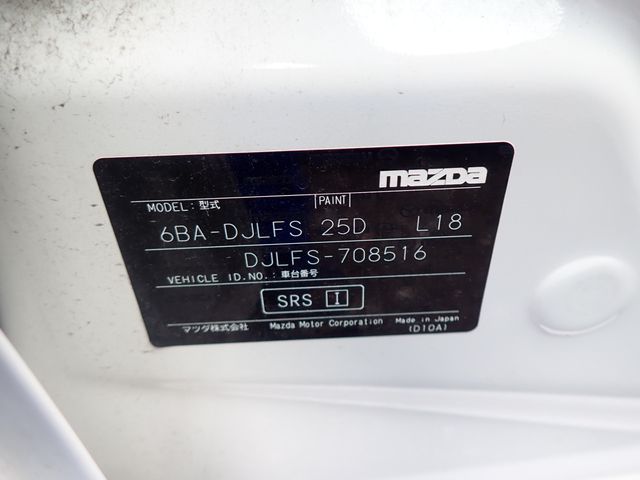 mazda
MODEL: 型式 PAINT
6BA-DJLFS 25D L18
DJLFS-708516
VEHICLE ID.NO.: 車台番号
SRS I
マツダ株式会社 Mazda Motor Corporation Made in Japan
(D10A)